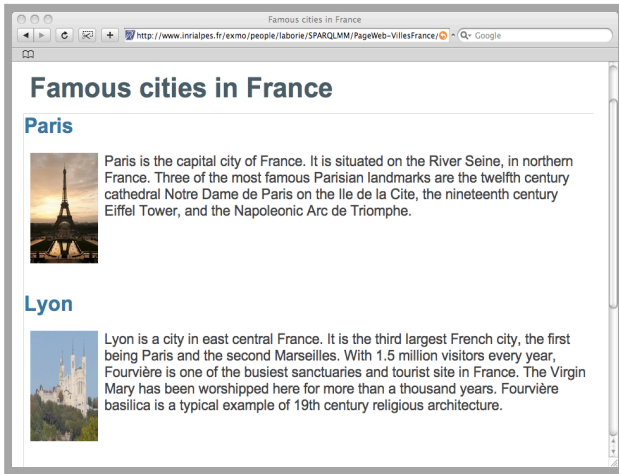 Famous cities in France
http://www.inrialpes.fr/exmo/people/laborie/SPARQLMM/PageWeb-VillesFrance/
Google
Famous cities in France
Paris
Paris is the capital city of France. It is situated on the River Seine, in northern
France. Three of the most famous Parisian landmarks are the twelfth century
cathedral Notre Dame de Paris on the Ile de la Cite, the nineteenth century
Eiffel Tower, and the Napoleonic Arc de Triomphe.
Lyon
Lyon is a city in east central France. It is the third largest French city, the first
being Paris and the second Marseilles. With 1.5 million visitors every year,
Fourvière is one of the busiest sanctuaries and tourist site in France. The Virgin
Mary has been worshipped here for more than a thousand years. Fourvière
basilica is a typical example of 19th century religious architecture.